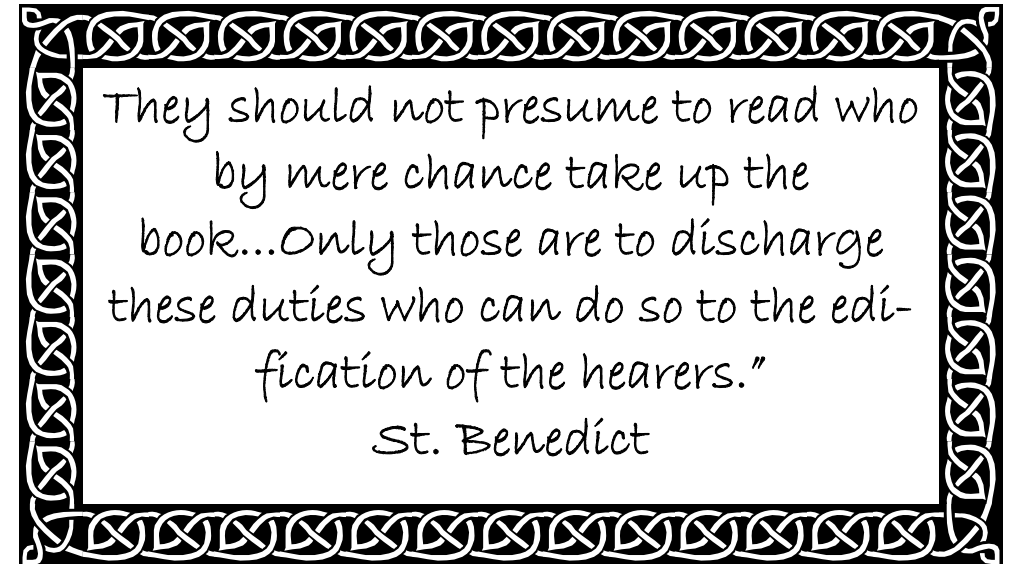 They should not presume to read who
by mere chance take up the
book...Only those are to discharge
these duties who can do so to the edi-
fication of the hearers."
St. Benedict